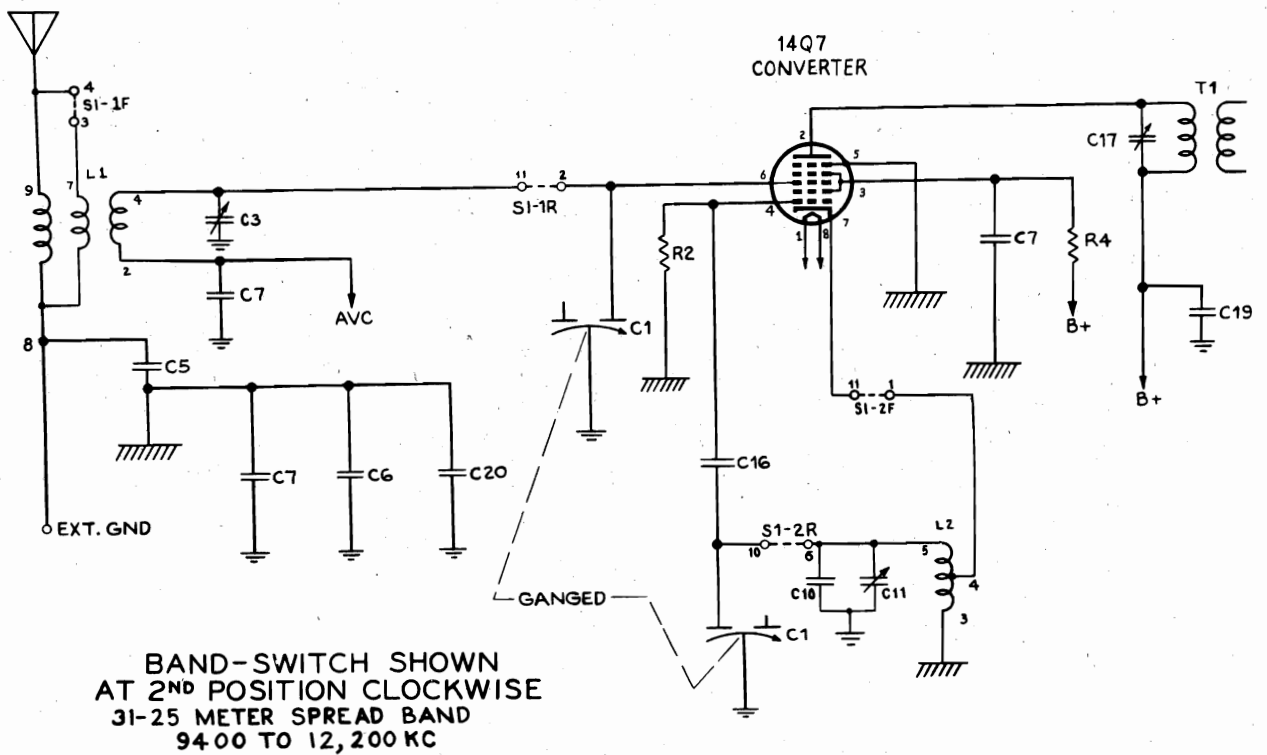 14Q7
CONVERTER
T1
4
S1-1F
3
2
C17
5
9
7
L1
4
11
2
6
3
S1-1R
4
7
C3
R2
1
8
C7
R4
2
C7
AVC
C1
B+
C19
8
C5
B+
11
1
S1-2F
C7
C6
C20
C16
EXT. GND
S1-2R
10
6
L2
5
4
C10
C11
3
GANGED
C1
BAND-SWITCH SHOWN
AT 2ND POSITION CLOCKWISE
31-25 METER SPREAD BAND
9400 TO 12,200 KC